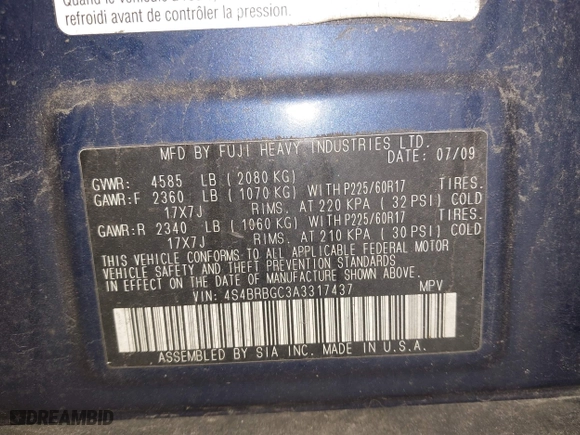 refroidi avant de contrôler la pression.
MFD BY FUJI HEAVY INDUSTRIES LTD.
DATE: 07/09
GVWR: 4585 LB ( 2080 KG)
GAWR:F 2360 LB ( 1070 KG) WITH P225/60R17 TIRES.
17X7J RIMS. AT 220 KPA ( 32 PSI) COLD
GAWR:R 2340 LB ( 1060 KG) WITH P225/60R17 TIRES.
17X7J RIMS. AT 210 KPA ( 30 PSI) COLD
THIS VEHICLE CONFORMS TO ALL APPLICABLE FEDERAL MOTOR
VEHICLE SAFETY AND THEFT PREVENTION STANDARDS
IN EFFECT ON THE DATE OF MANUFACTURE SHOWN ABOVE.
VIN: 4S4BRBGC3A3317437 MPV
ASSEMBLED BY SIA INC. MADE IN U.S.A.
DREAMBID